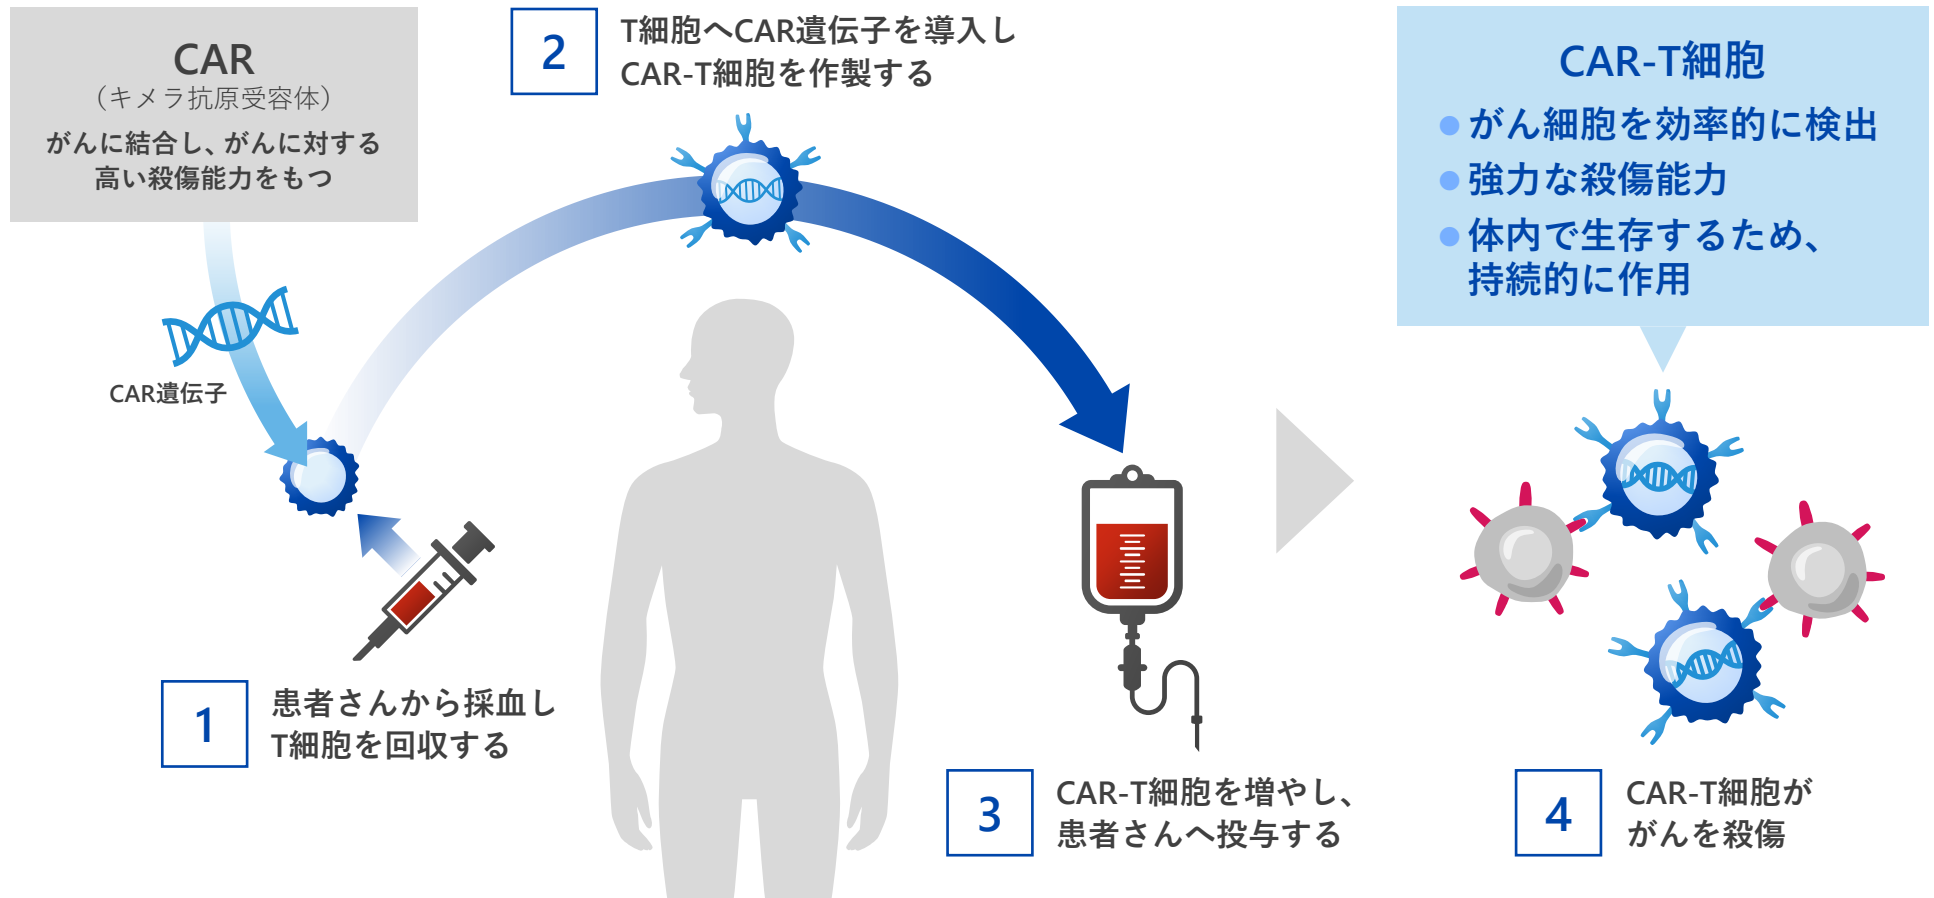 CAR
（キメラ抗原受容体）
がんに結合し、がんに対する
高い殺傷能力をもつ
CAR遺伝子
1
患者さんから採血し
T細胞を回収する
2
T細胞へCAR遺伝子を導入し
CAR-T細胞を作製する
3
CAR-T細胞を増やし、
患者さんへ投与する
CAR-T細胞
● がん細胞を効率的に検出
● 強力な殺傷能力
● 体内で生存するため、
持続的に作用
4
CAR-T細胞が
がんを殺傷